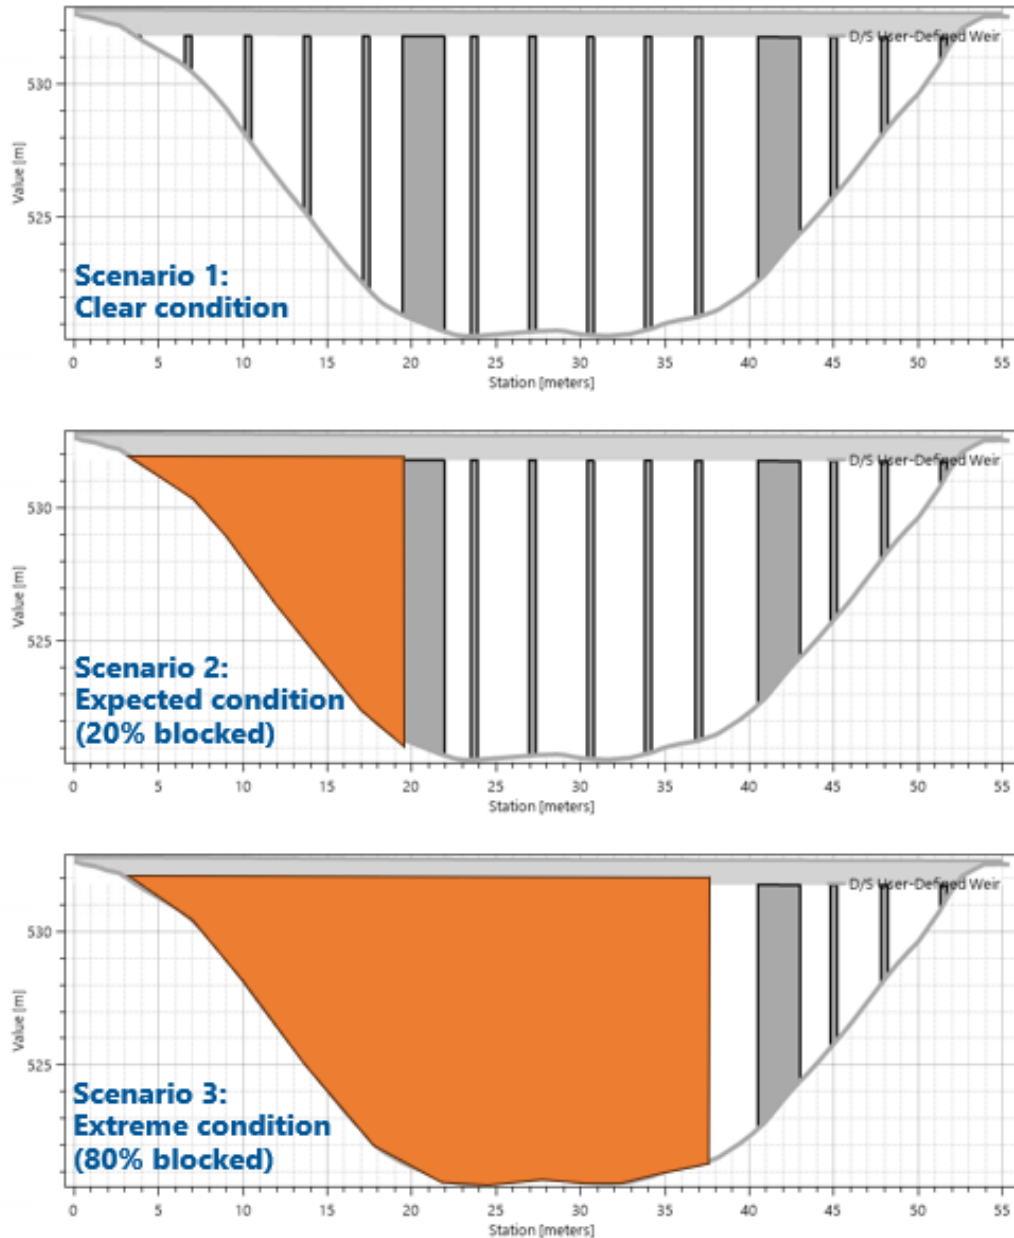 D/S User-Defined Weir
530
525
Value [m]
Scenario 1:
Clear condition
0 5 10 15 20 25 30 35 40 45 50 55
Station [meters]
D/S User-Defined Weir
530
525
Value [m]
Scenario 2:
Expected condition
(20% blocked)
0 5 10 15 20 25 30 35 40 45 50 55
Station [meters]
D/S User-Defined Weir
530
525
Value [m]
Scenario 3:
Extreme condition
(80% blocked)
0 5 10 15 20 25 30 35 40 45 50 55
Station [meters]